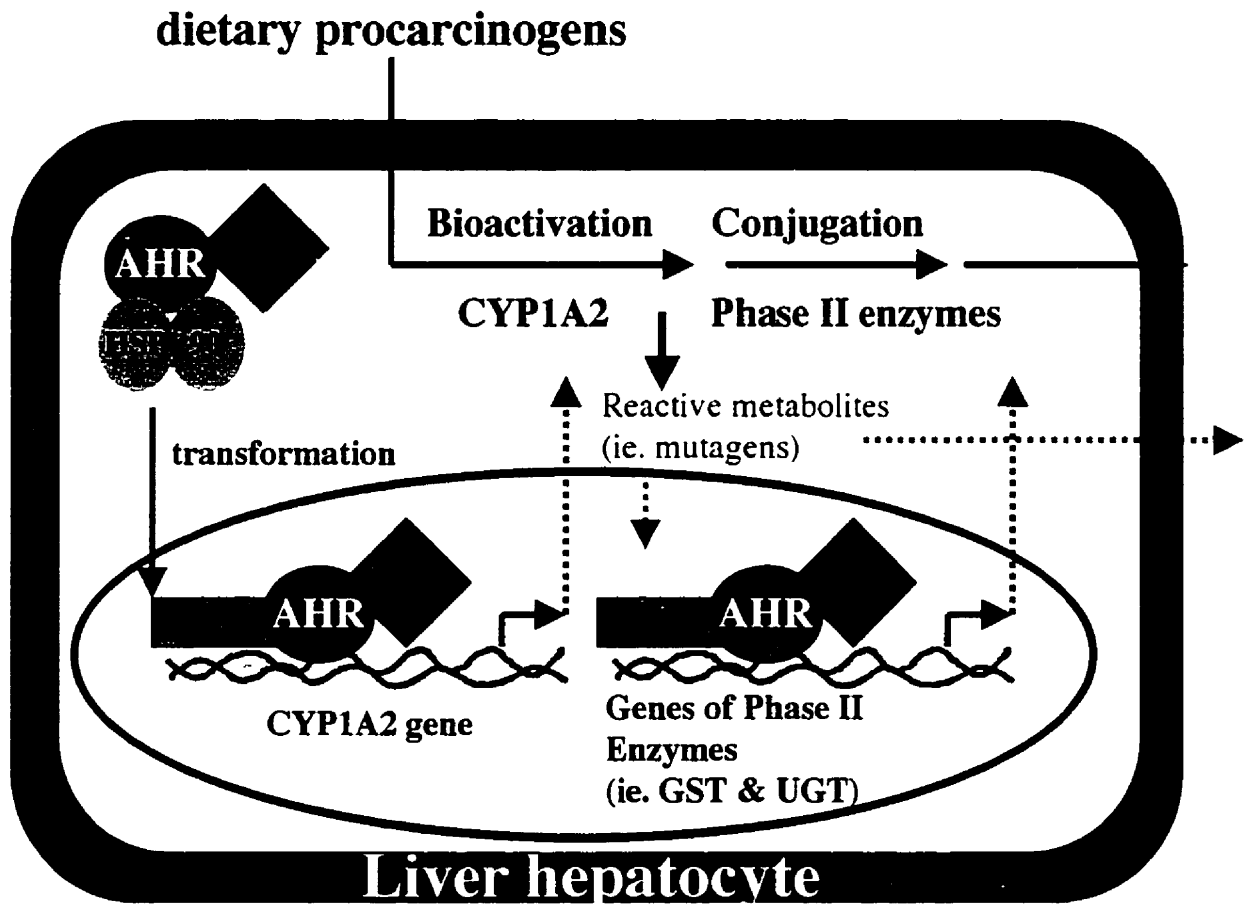 dietary procarcinogens
Bioactivation
Conjugation
AHR
CYP1A2
Phase II enzymes
Reactive metabolites
(ie. mutagens)
transformation
AHR
AHR
CYP1A2 gene
Genes of Phase II
Enzymes
(ie. GST & UGT)
Liver hepatocyte